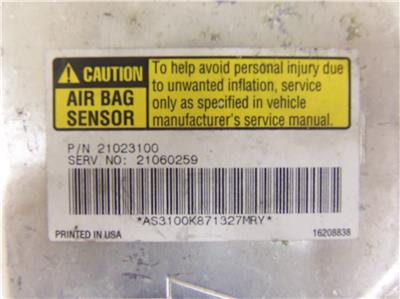 CAUTION
AIR BAG
SENSOR
To help avoid personal injury due
to unwanted inflation, service
only as specified in vehicle
manufacturer's service manual.
P/N 21023100
SERV NO: 21060259
*AS3100K871327MRY*
PRINTED IN USA 16208838